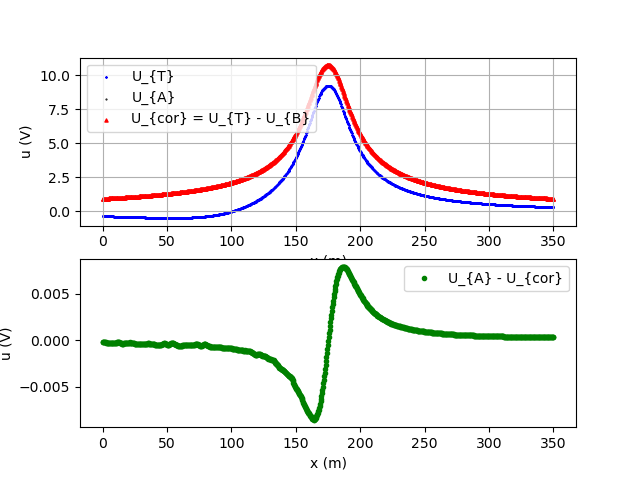 10.0
7.5
5.0
2.5
0.0
u (V)
U_{T}
U_{A}
U_{cor} = U_{T} - U_{B}
0 50 100 150 200 250 300 350
0.005
0.000
−0.005
u (V)
U_{A} - U_{cor}
0 50 100 150 200 250 300 350
x (m)